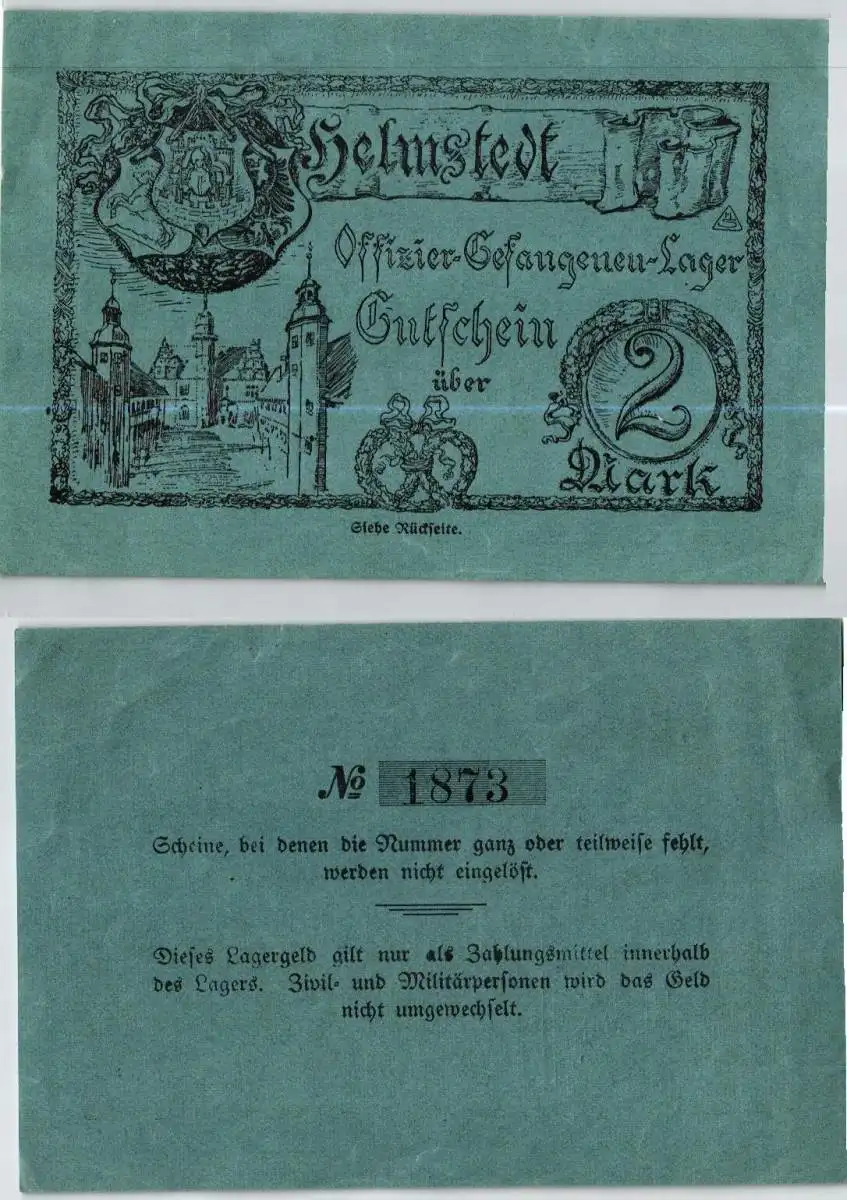 Helmstedt
Offizier-Gefangenen-Lager
Gutschein
über
2
Mark
Siehe Rückseite.
No 1873
Scheine, bei denen die Nummer ganz oder teilweise fehlt,
werden nicht eingelöst.
Dieses Lagergeld gilt nur als Zahlungsmittel innerhalb
des Lagers. Zivil- und Militärpersonen wird das Geld
nicht umgewechselt.